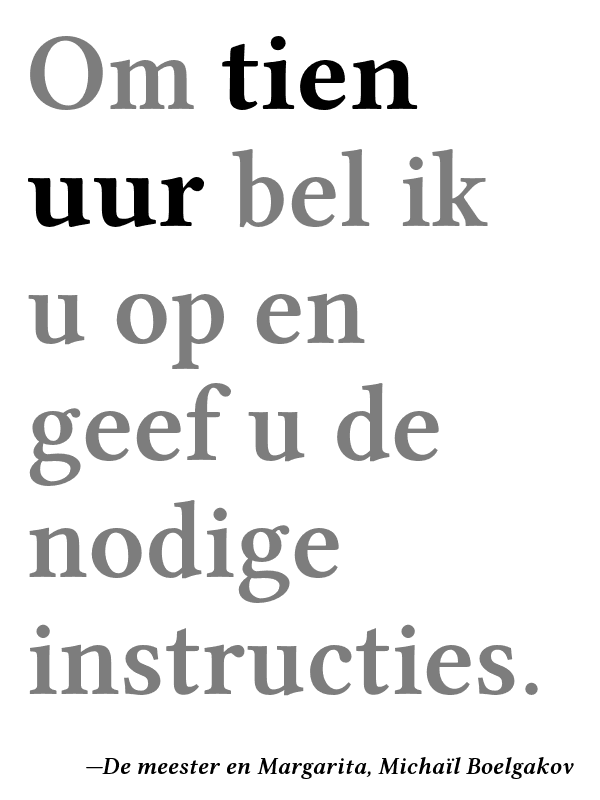 Om tien
uur bel ik
u op en
geef u de
nodige
instructies.
—De meester en Margarita, Michaïl Boelgakov